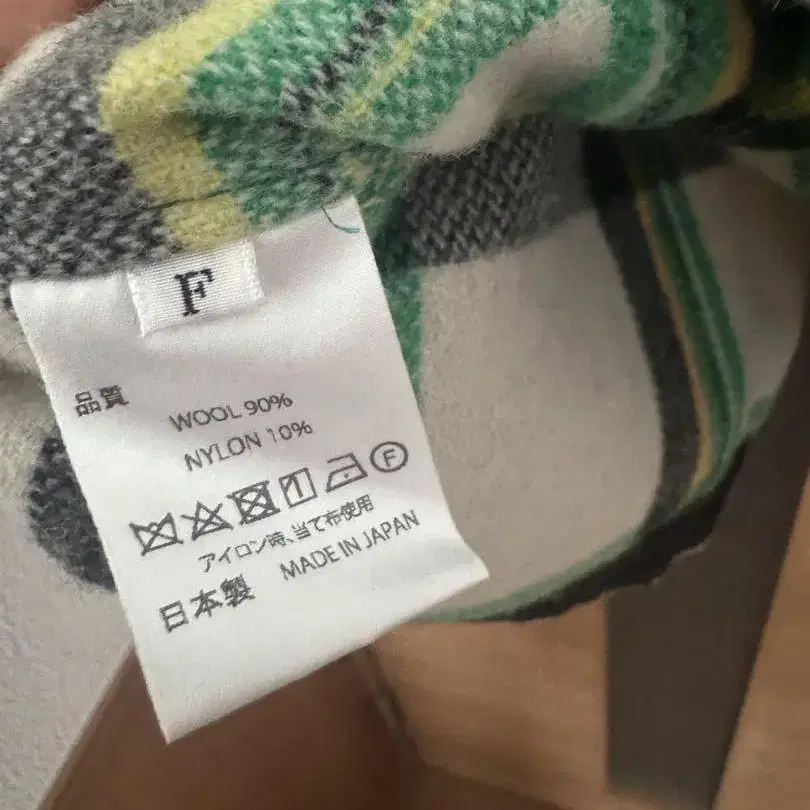 F
品質
WOOL 90%
NYLON 10%
F
アイロン時、当て布使用
MADE IN JAPAN
日本製